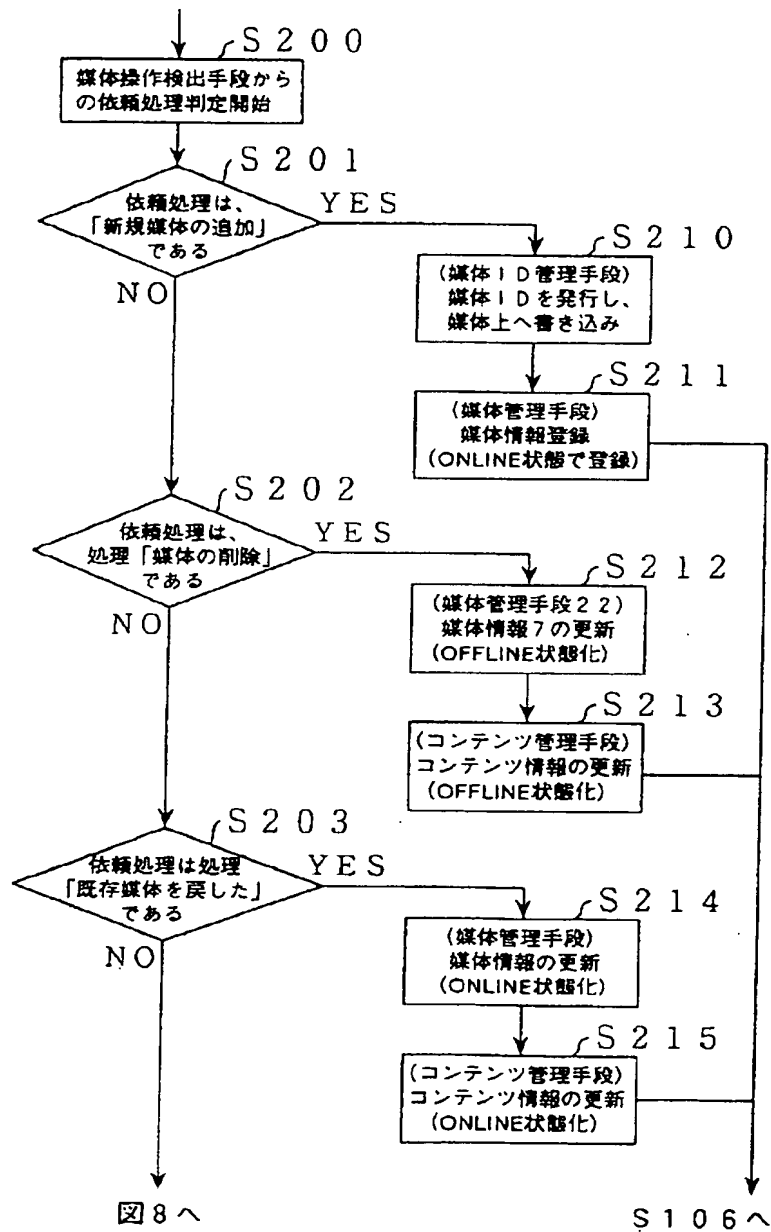 S200
媒体操作検出手段から
の依頼処理判定開始
S201
依頼処理は、
「新規媒体の追加」
である
YES
NO
S210
(媒体ID管理手段)
媒体IDを発行し、
媒体上へ書き込み
S211
(媒体管理手段)
媒体情報登録
(ONLINE状態で登録)
S202
依頼処理は、
処理「媒体の削除」
である
YES
NO
S212
(媒体管理手段22)
媒体情報7の更新
(OFFLINE状態化)
S213
(コンテンツ管理手段)
コンテンツ情報の更新
(OFFLINE状態化)
S203
依頼処理は処理
「既存媒体を戻した」
である
YES
NO
S214
(媒体管理手段)
媒体情報の更新
(ONLINE状態化)
S215
(コンテンツ管理手段)
コンテンツ情報の更新
(ONLINE状態化)
図8へ
S106へ